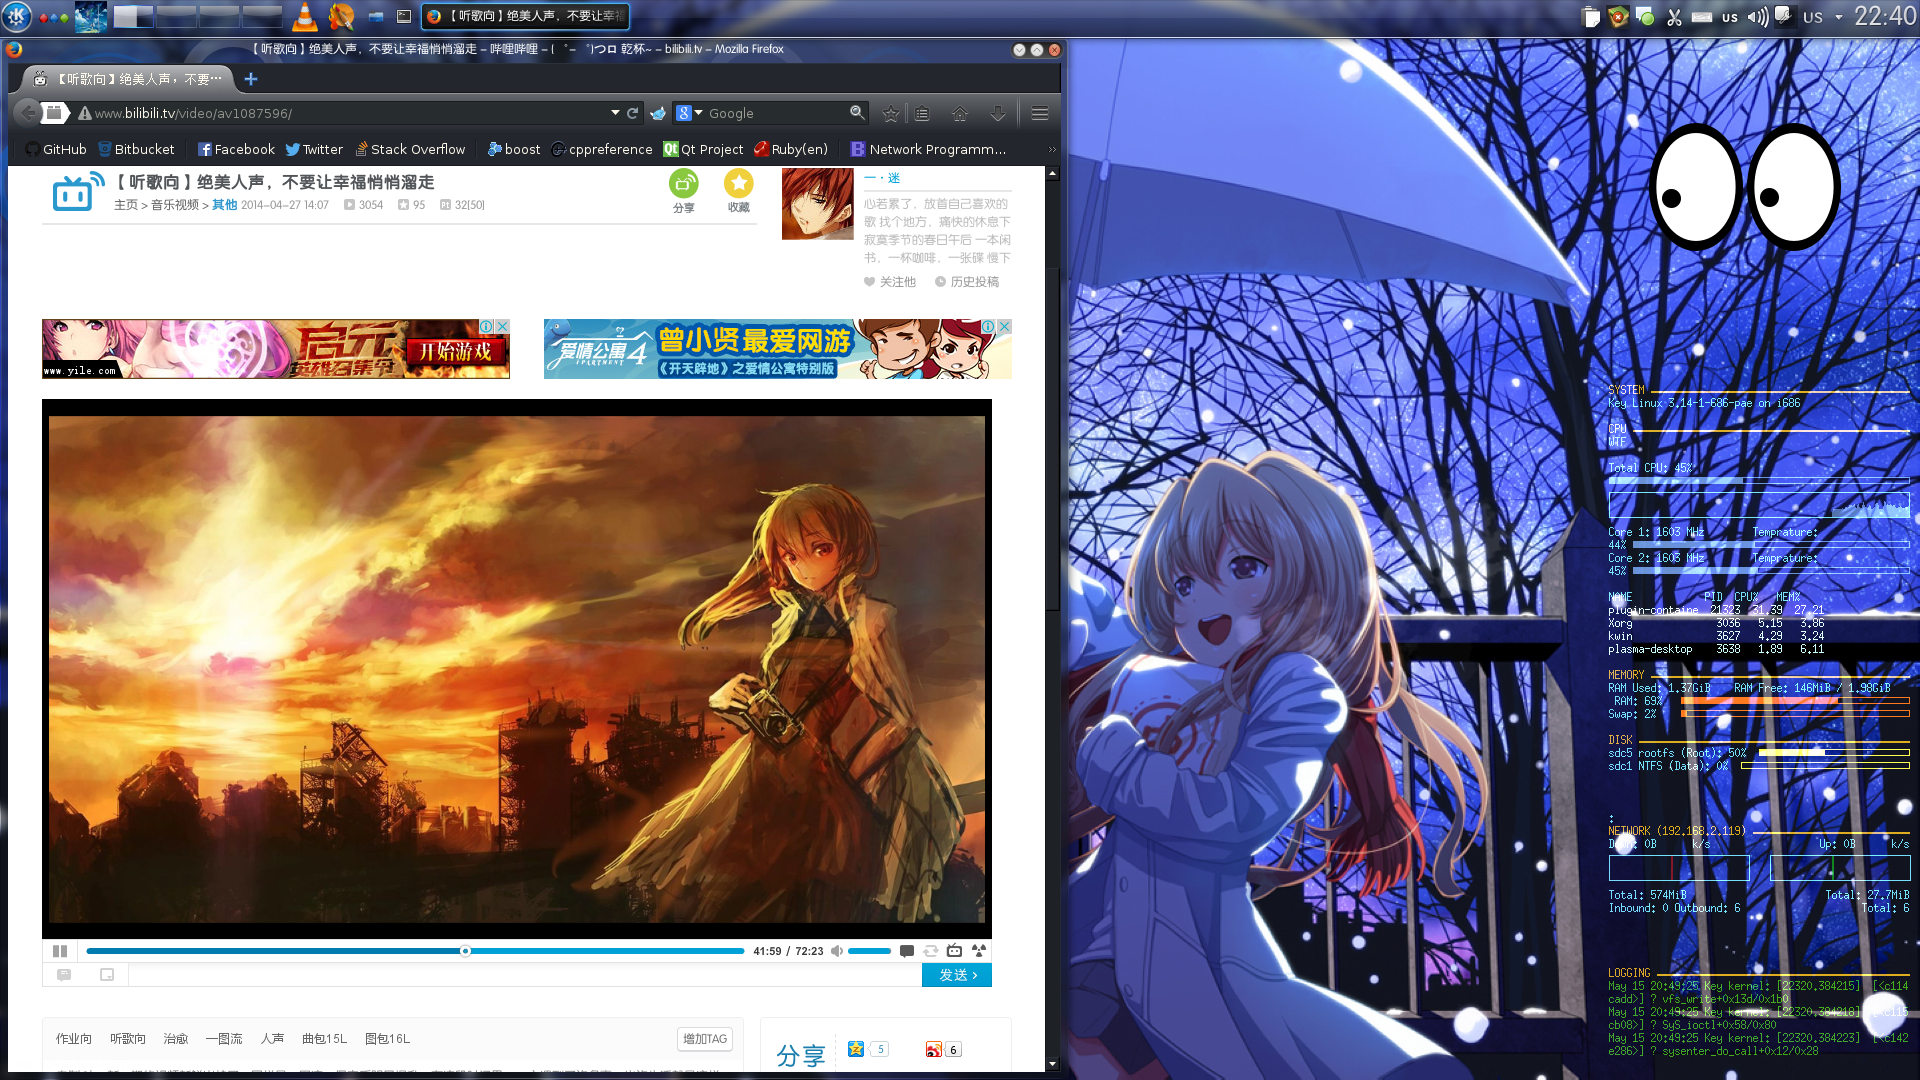 【听歌向】绝美人声，不要让幸福
us
US
22:40
【听歌向】绝美人声，不要让幸福悄悄溜走 - 哔哩哔哩 - ( ゜- ゜)つロ 乾杯~ - bilibili.tv - Mozilla Firefox
【听歌向】绝美人声，不要…
www.bilibili.tv/video/av1087596/
Google
GitHub
Bitbucket
Facebook
Twitter
Stack Overflow
boost
cppreference
Qt Project
Ruby(en)
Network Programm...
【听歌向】绝美人声，不要让幸福悄悄溜走
主页 > 音乐视频 > 其他 2014-04-27 14:07 3054 95 32[50]
分享
收藏
一·迷
心若累了，放首自己喜欢的
歌 找个地方，痛快的休息下
寂寞季节的春日午后 一本闲
书，一杯咖啡，一张碟 慢下
关注他
历史投稿
启元
英雄召集令
开始游戏
www.yile.com
爱情公寓4
APARTMENT
曾小贤最爱网游
《开天辟地》之爱情公寓特别版
41:59 / 72:23
发送 >
作业向 听歌向 治愈 一图流 人声 曲包15L 图包16L
增加TAG
分享
5
6
SYSTEM
Key Linux 3.14-1-686-pae on i686
CPU
WTF
Total CPU: 45%
Core 1: 1603 MHz Temprature:
44%
Core 2: 1603 MHz Temprature:
45%
NAME PID CPU% MEM%
plugin-containe 21323 31.39 27.21
Xorg 3036 5.15 3.86
kwin 3627 4.29 3.24
plasma-desktop 3638 1.89 6.11
MEMORY
RAM Used: 1.37GiB RAM Free: 146MiB / 1.98GiB
RAM: 69%
Swap: 2%
DISK
sdc5 rootfs (Root): 50%
sdc1 NTFS (Data): 0%
:
NETWORK (192.168.2.119)
Down: 0B k/s Up: 0B k/s
Total: 574MiB Total: 27.7MiB
Inbound: 0 Outbound: 6 Total: 6
LOGGING
May 15 20:49:25 Key kernel: [22320.384215] [<c114
cadd>] ? vfs_write+0x13d/0x1b0
May 15 20:49:25 Key kernel: [22320.384218] [<c115
cb08>] ? SyS_ioctl+0x58/0x80
May 15 20:49:25 Key kernel: [22320.384223] [<c142
e286>] ? sysenter_do_call+0x12/0x28